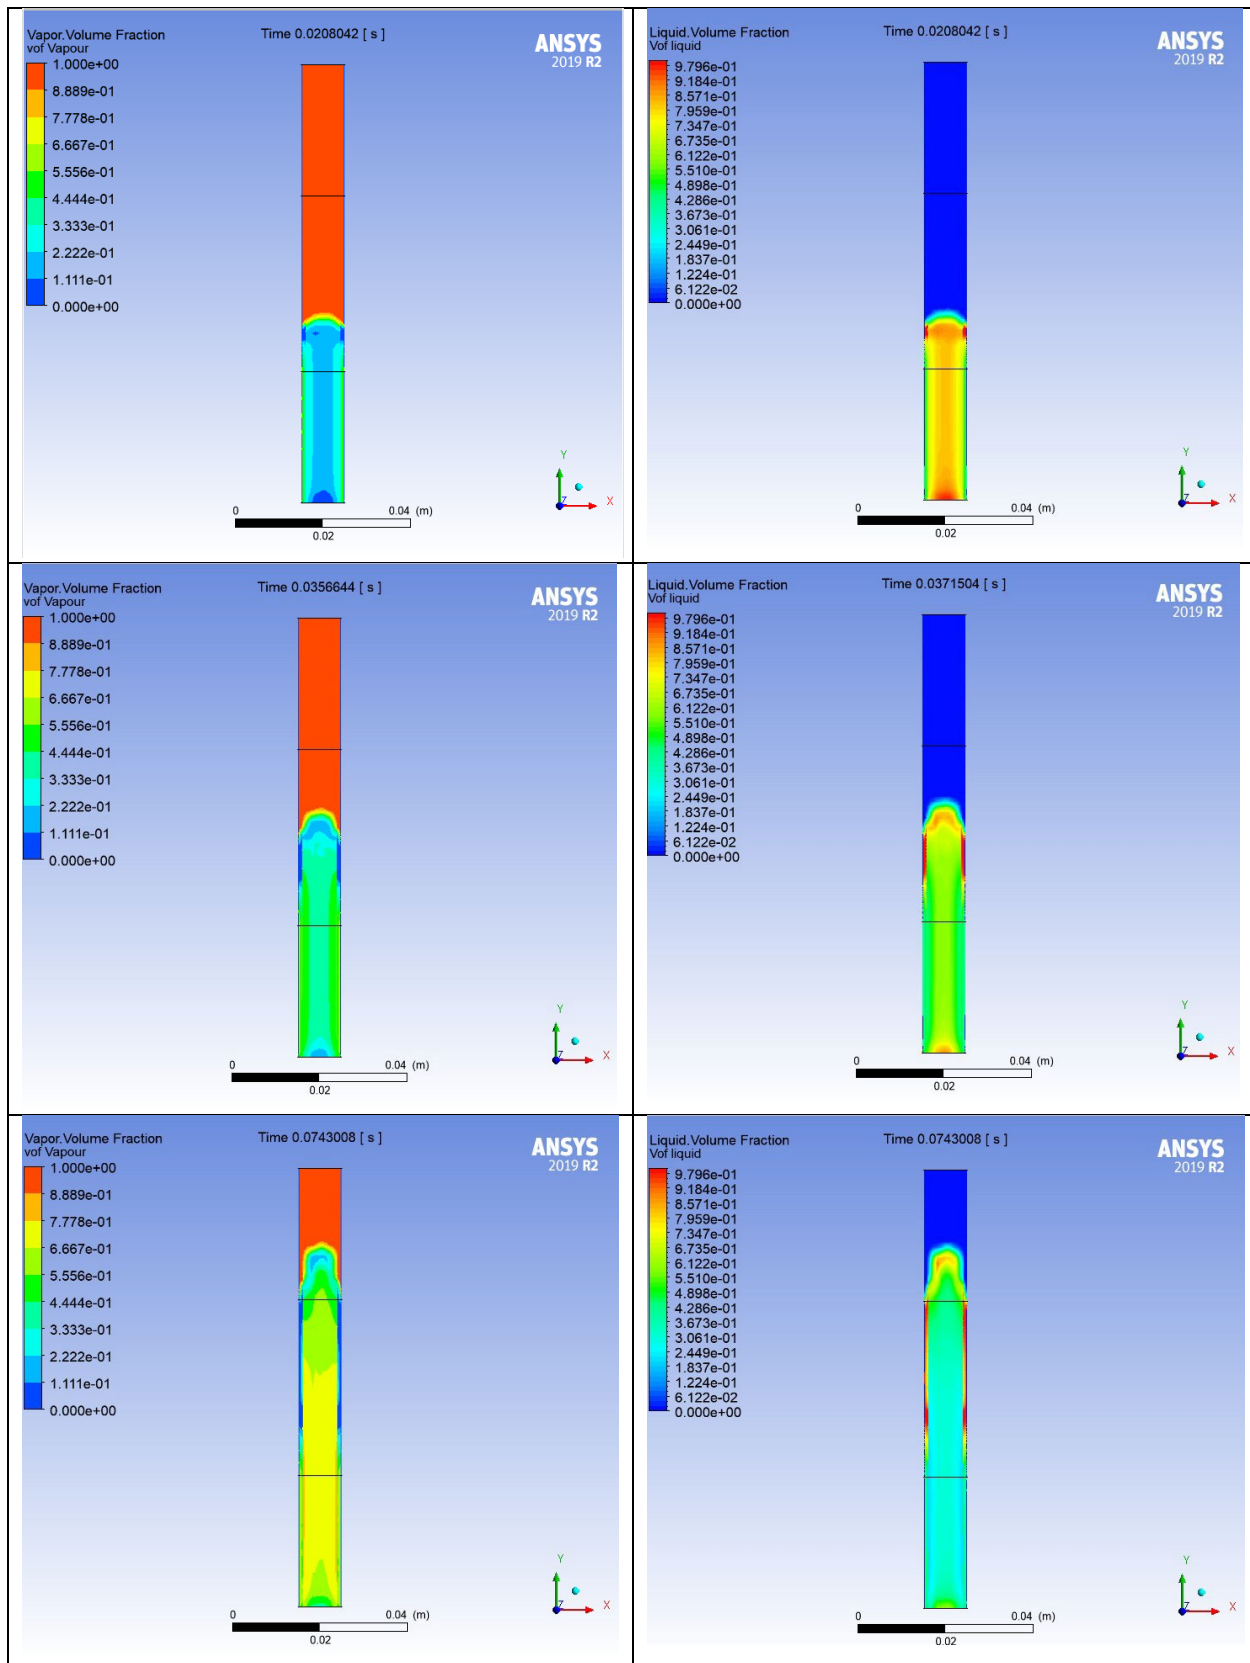 Vapor.Volume Fraction
vof Vapour
Time 0.0208042 [ s ]
ANSYS
2019 R2
1.000e+00
8.889e-01
7.778e-01
6.667e-01
5.556e-01
4.444e-01
3.333e-01
2.222e-01
1.111e-01
0.000e+00
Y
Z
X
0
0.04 (m)
0.02
Liquid.Volume Fraction
Vof liquid
Time 0.0208042 [ s ]
ANSYS
2019 R2
9.796e-01
9.184e-01
8.571e-01
7.959e-01
7.347e-01
6.735e-01
6.122e-01
5.510e-01
4.898e-01
4.286e-01
3.673e-01
3.061e-01
2.449e-01
1.837e-01
1.224e-01
6.122e-02
0.000e+00
Y
Z
X
0
0.04 (m)
0.02
Vapor.Volume Fraction
vof Vapour
Time 0.0356644 [ s ]
ANSYS
2019 R2
1.000e+00
8.889e-01
7.778e-01
6.667e-01
5.556e-01
4.444e-01
3.333e-01
2.222e-01
1.111e-01
0.000e+00
Y
Z
X
0
0.04 (m)
0.02
Liquid.Volume Fraction
Vof liquid
Time 0.0371504 [ s ]
ANSYS
2019 R2
9.796e-01
9.184e-01
8.571e-01
7.959e-01
7.347e-01
6.735e-01
6.122e-01
5.510e-01
4.898e-01
4.286e-01
3.673e-01
3.061e-01
2.449e-01
1.837e-01
1.224e-01
6.122e-02
0.000e+00
Y
Z
X
0
0.04 (m)
0.02
Vapor.Volume Fraction
vof Vapour
Time 0.0743008 [ s ]
ANSYS
2019 R2
1.000e+00
8.889e-01
7.778e-01
6.667e-01
5.556e-01
4.444e-01
3.333e-01
2.222e-01
1.111e-01
0.000e+00
Y
Z
X
0
0.04 (m)
0.02
Liquid.Volume Fraction
Vof liquid
Time 0.0743008 [ s ]
ANSYS
2019 R2
9.796e-01
9.184e-01
8.571e-01
7.959e-01
7.347e-01
6.735e-01
6.122e-01
5.510e-01
4.898e-01
4.286e-01
3.673e-01
3.061e-01
2.449e-01
1.837e-01
1.224e-01
6.122e-02
0.000e+00
Y
Z
X
0
0.04 (m)
0.02